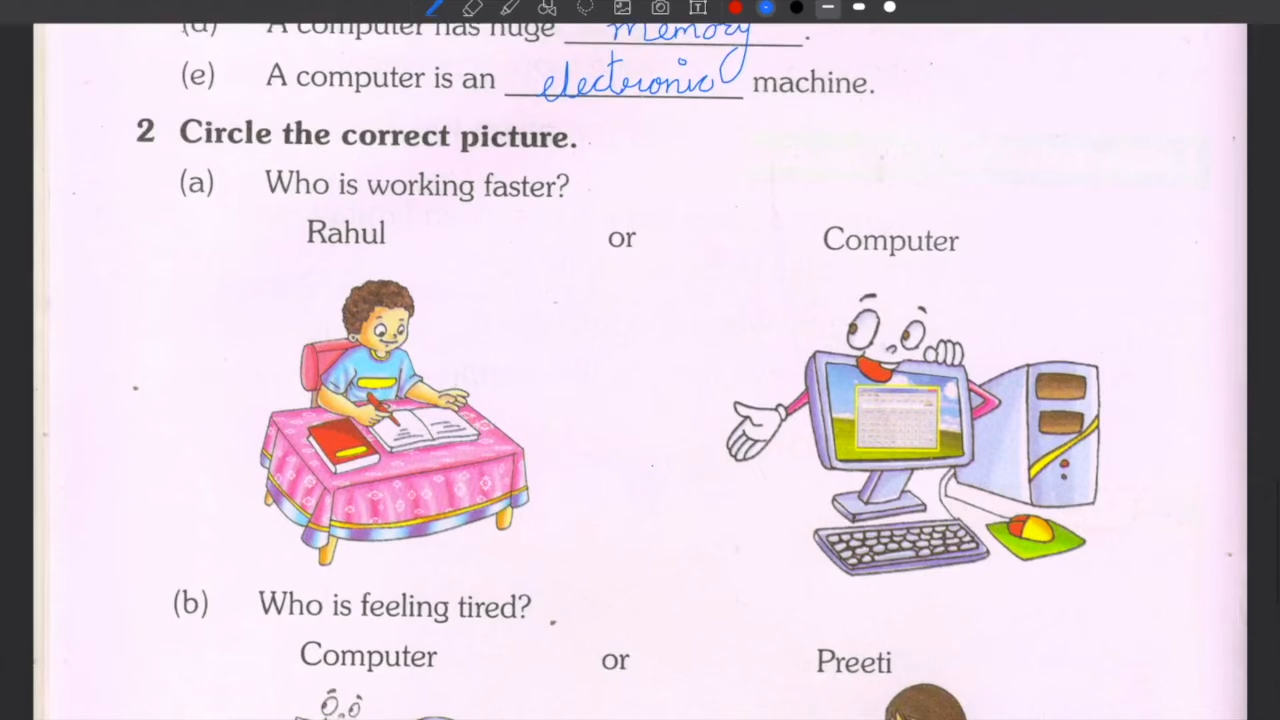 (d) A computer has huge memory.
(e) A computer is an electronic machine.
2 Circle the correct picture.
(a) Who is working faster?
Rahul or Computer
(b) Who is feeling tired?
Computer or Preeti